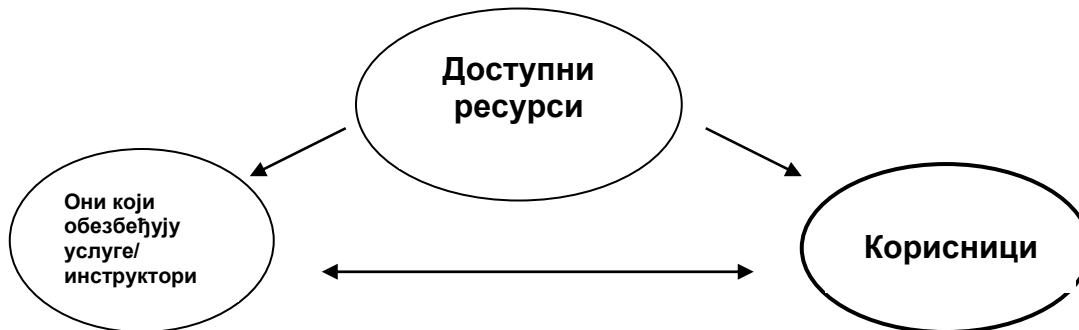 Доступни
ресурси
Они који
обезбеђују
услуге/
инструктори
Корисници